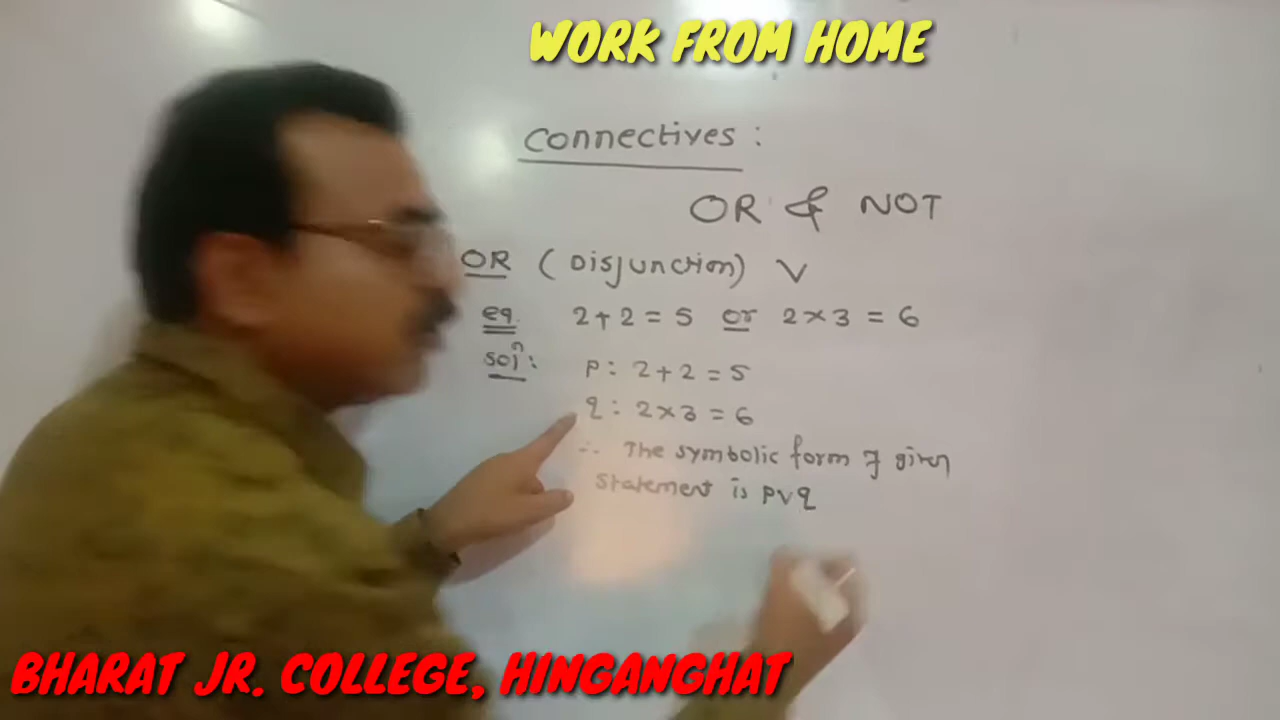 WORK FROM HOME
Connectives :
OR & NOT
OR ( Disjunction) ∨
eg. 2+2 = 5 or 2×3 = 6
Solⁿ: p : 2+2 = 5
q : 2×3 = 6
∴ The symbolic form of given
statement is p∨q
BHARAT JR. COLLEGE, HINGANGHAT